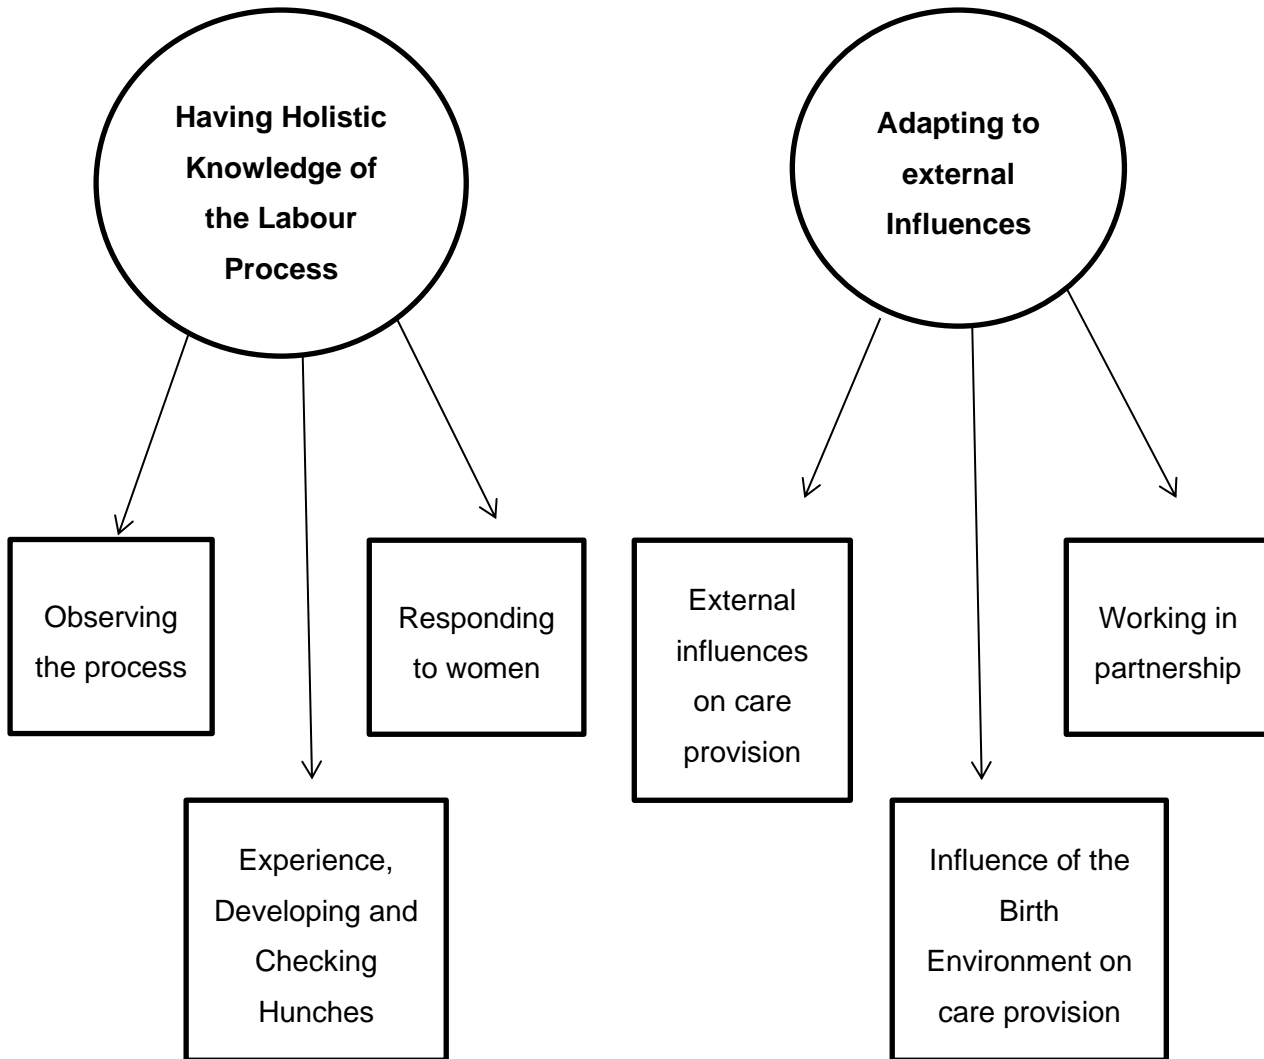 Having Holistic
Knowledge of
the Labour
Process
Adapting to
external
Influences
Observing
the process
Responding
to women
External
influences
on care
provision
Working in
partnership
Experience,
Developing and
Checking
Hunches
Influence of the
Birth
Environment on
care provision